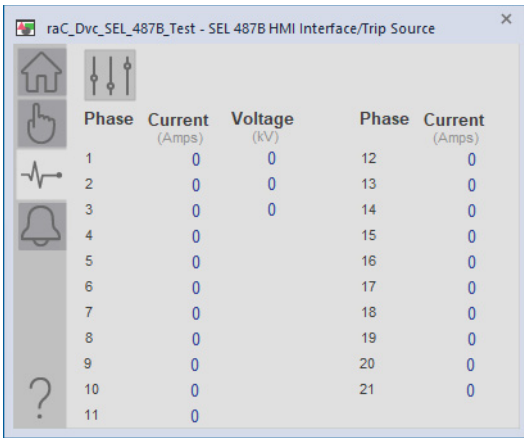 raC_Dvc_SEL_487B_Test - SEL 487B HMI Interface/Trip Source
Phase Current Voltage Phase Current
(Amps) (kV) (Amps)
1 0 0 12 0
2 0 0 13 0
3 0 0 14 0
4 0 15 0
5 0 16 0
6 0 17 0
7 0 18 0
8 0 19 0
9 0 20 0
10 0 21 0
11 0
?